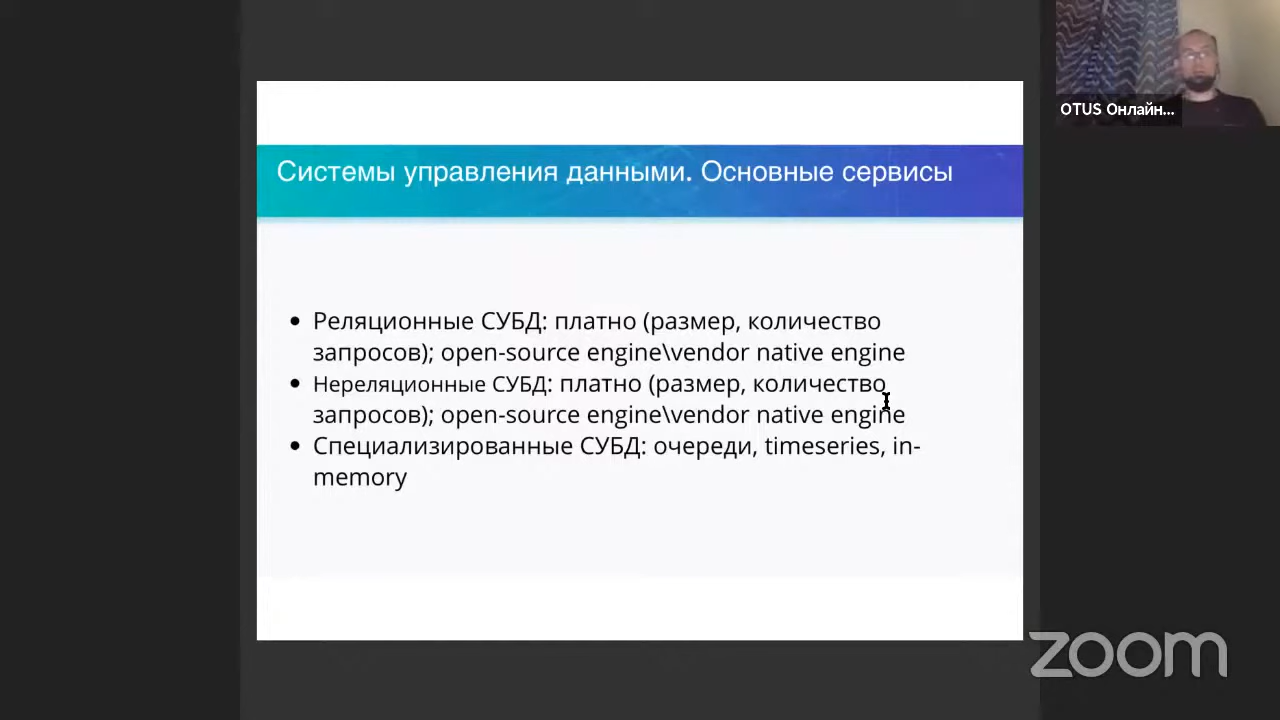 OTUS Онлайн...
Системы управления данными. Основные сервисы
• Реляционные СУБД: платно (размер, количество
запросов); open-source engine\vendor native engine
• Нереляционные СУБД: платно (размер, количество
запросов); open-source engine\vendor native engine
• Специализированные СУБД: очереди, timeseries, in-
memory
zoom